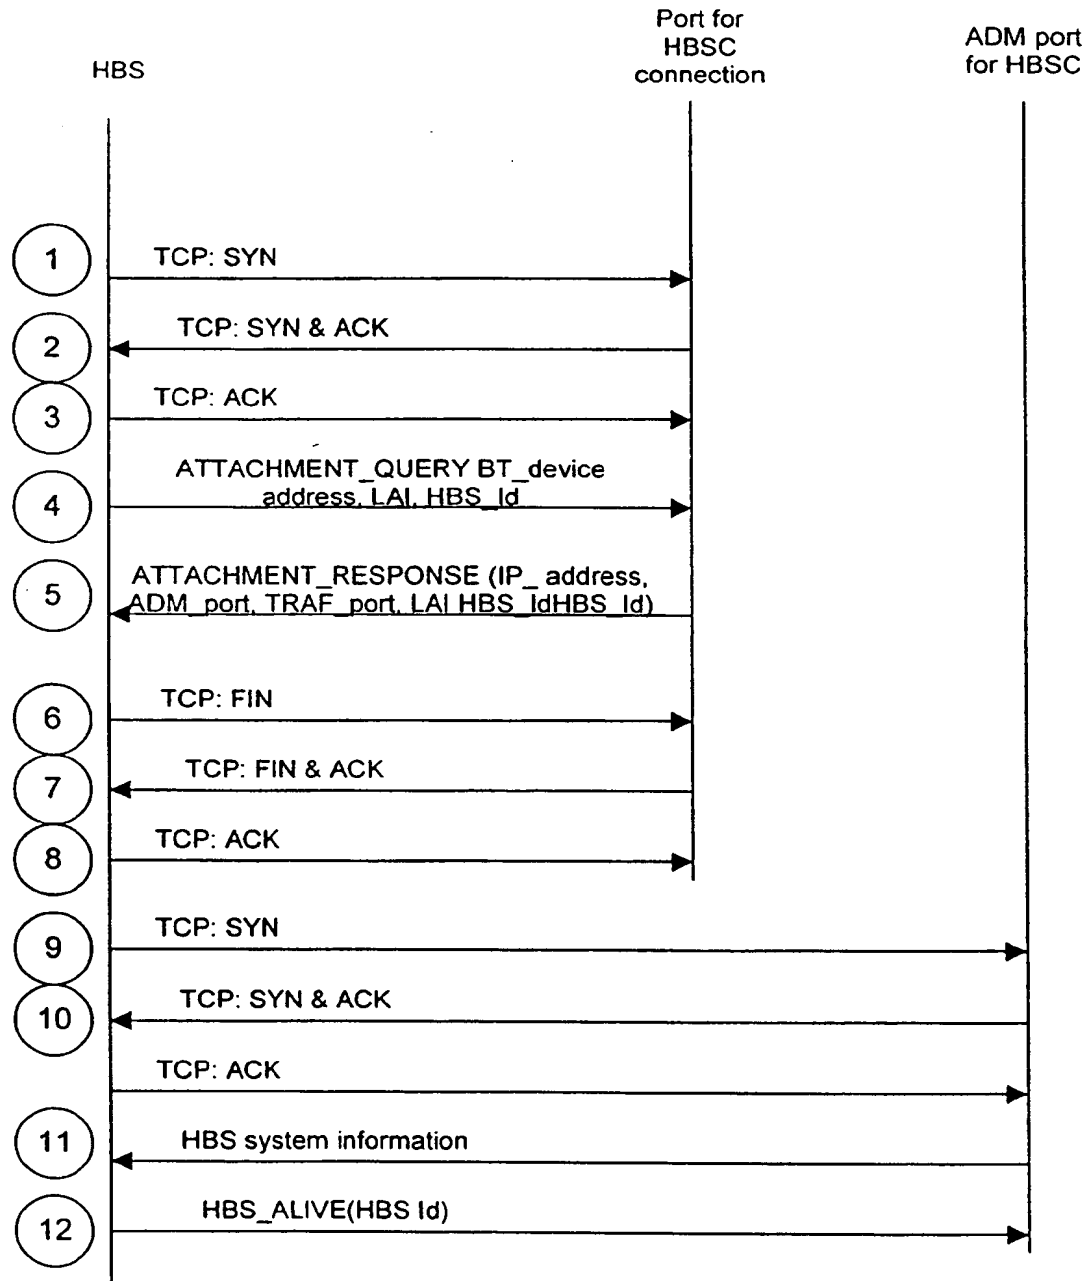 Port for
HBSC
connection
ADM port
for HBSC
HBS
1
TCP: SYN
2
TCP: SYN & ACK
3
TCP: ACK
4
ATTACHMENT_QUERY BT_device
address, LAI, HBS_Id
5
ATTACHMENT_RESPONSE (IP_ address,
ADM_port, TRAF_port, LAI HBS_IdHBS_Id)
6
TCP: FIN
7
TCP: FIN & ACK
8
TCP: ACK
9
TCP: SYN
10
TCP: SYN & ACK
TCP: ACK
11
HBS system information
12
HBS_ALIVE(HBS Id)